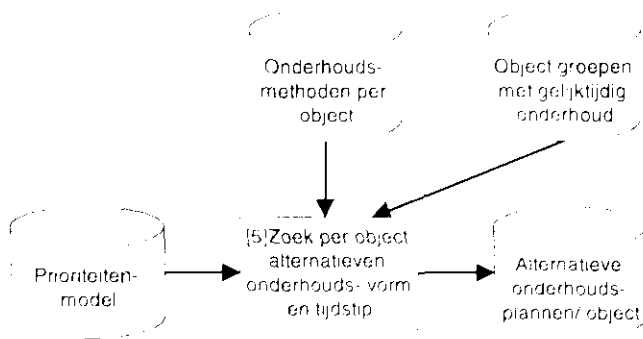 Onderhouds-
methoden per
object
Object groepen
met gelijktijdig
onderhoud
Prioriteiten-
model
[5]Zoek per object
alternatieven
onderhouds- vorm
en tijdstip
Alternatieve
onderhouds-
plannen/ object